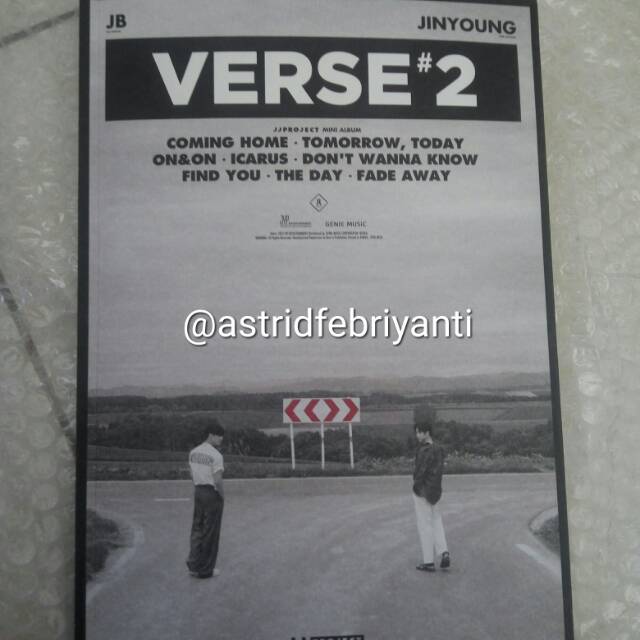 JB
JINYOUNG
VERSE #2
JJPROJECT MINI ALBUM
COMING HOME · TOMORROW, TODAY
ON&ON · ICARUS · DON'T WANNA KNOW
FIND YOU · THE DAY · FADE AWAY
GENIE MUSIC
@astridfebriyanti